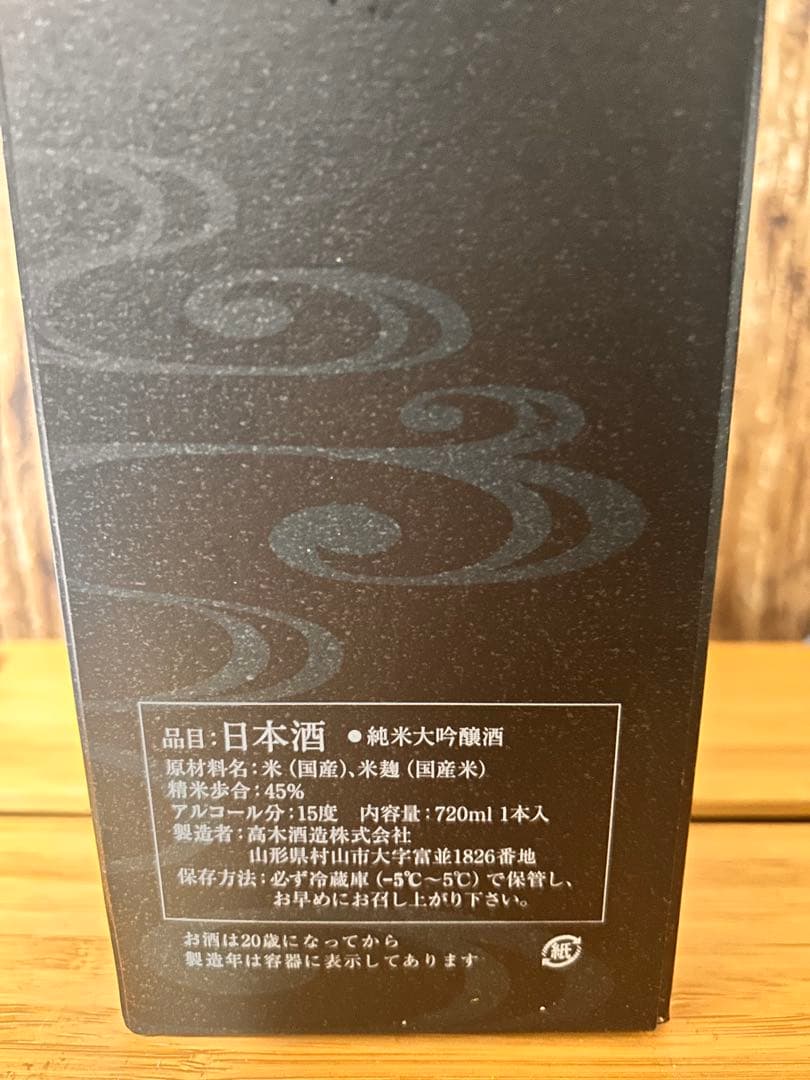 品目:日本酒 ●純米大吟醸酒
原材料名:米(国産)、米麹(国産米)
精米歩合:45%
アルコール分:15度 内容量:720ml 1本入
製造者:高木酒造株式会社
山形県村山市大字富並1826番地
保存方法:必ず冷蔵庫(-5℃〜5℃)で保管し、
お早めにお召し上がり下さい。
お酒は20歳になってから
製造年は容器に表示してあります
紙